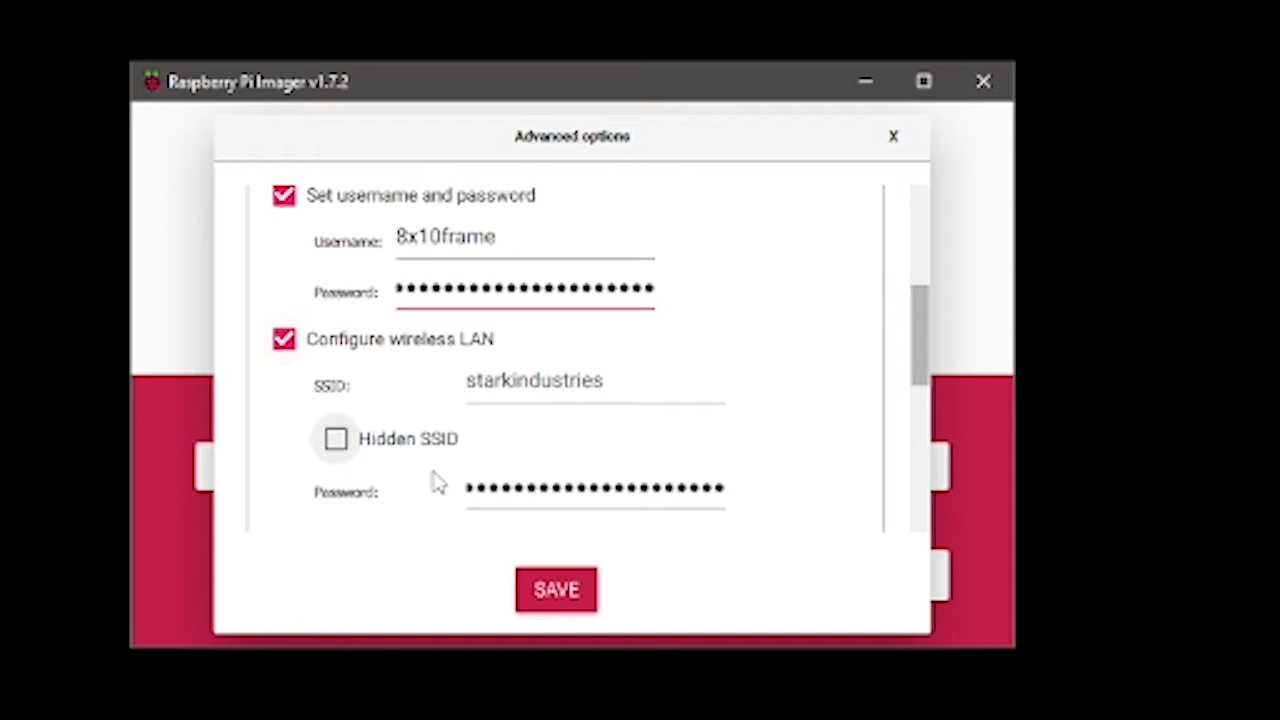 Raspberry Pi Imager v1.7.2
Advanced options
X
Set username and password
Username: 8x10frame
Password: •••••••••••••••••••••
Configure wireless LAN
SSID: starkindustries
Hidden SSID
Password: •••••••••••••••••••••
SAVE